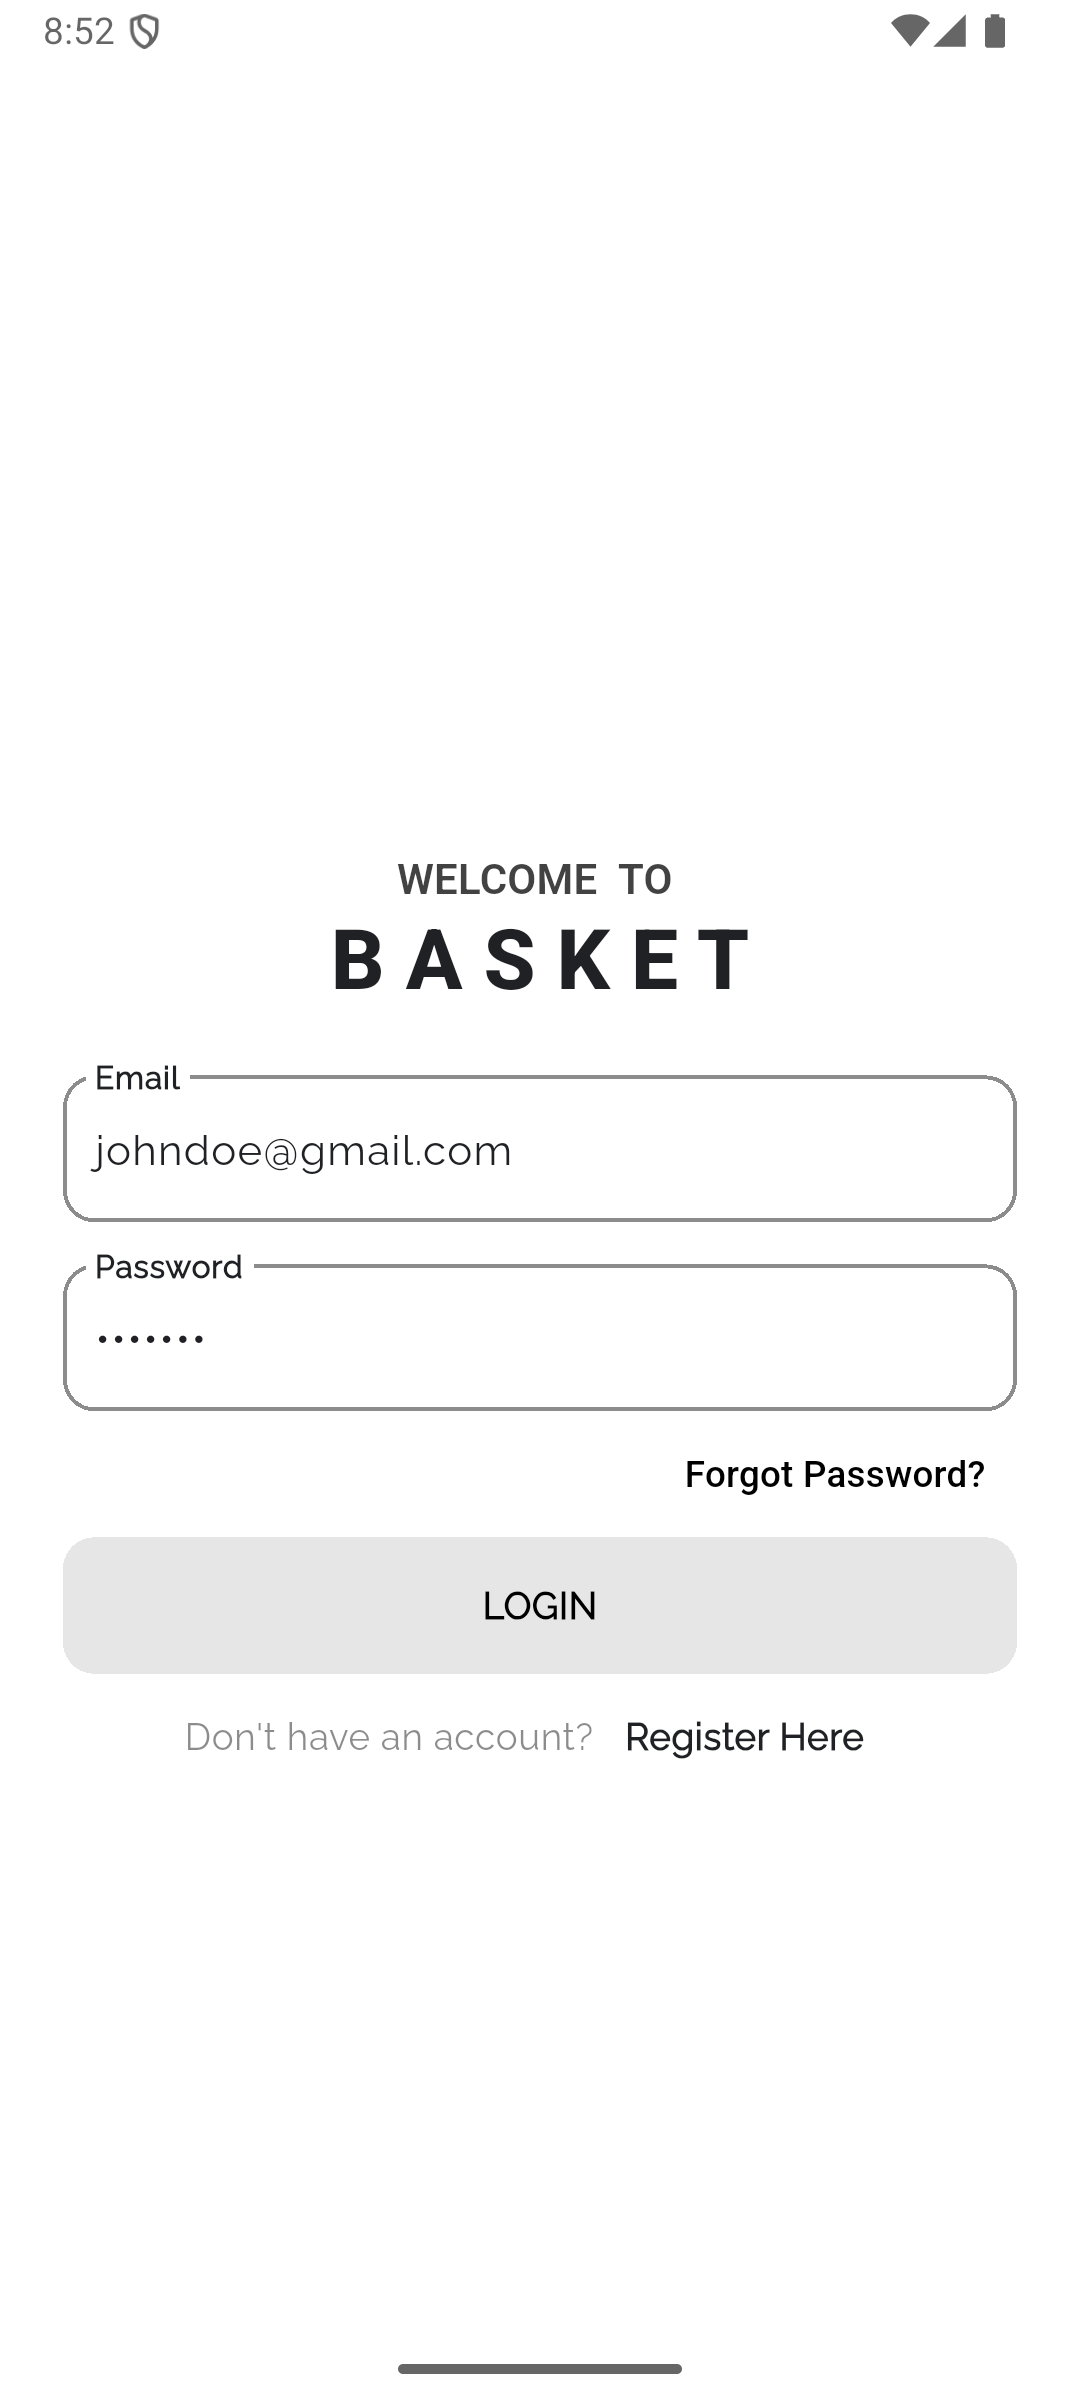 8:52
WELCOME TO
BASKET
Email
johndoe@gmail.com
Password
•••••••
Forgot Password?
LOGIN
Don't have an account? Register Here